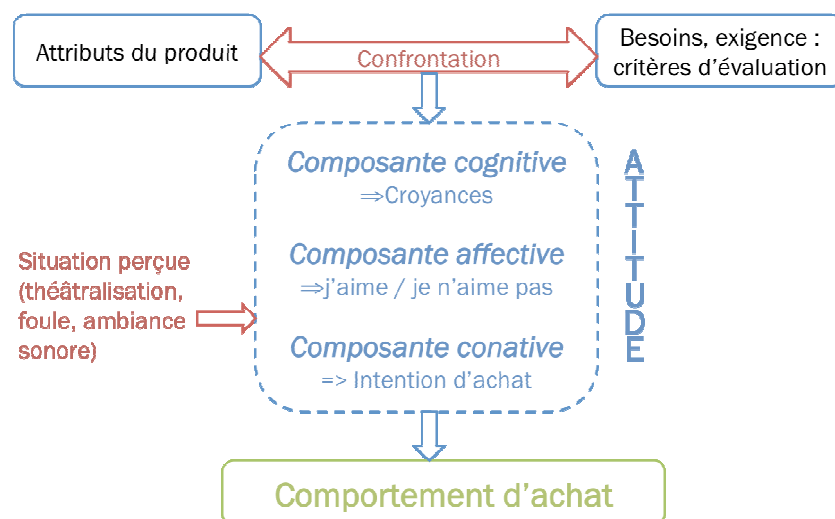 Attributs du produit
Confrontation
Besoins, exigence :
critères d'évaluation
Composante cognitive
⇒Croyances
Composante affective
⇒j'aime / je n'aime pas
Composante conative
=> Intention d'achat
ATTITUDE
Situation perçue
(théâtralisation,
foule, ambiance
sonore)
Comportement d'achat